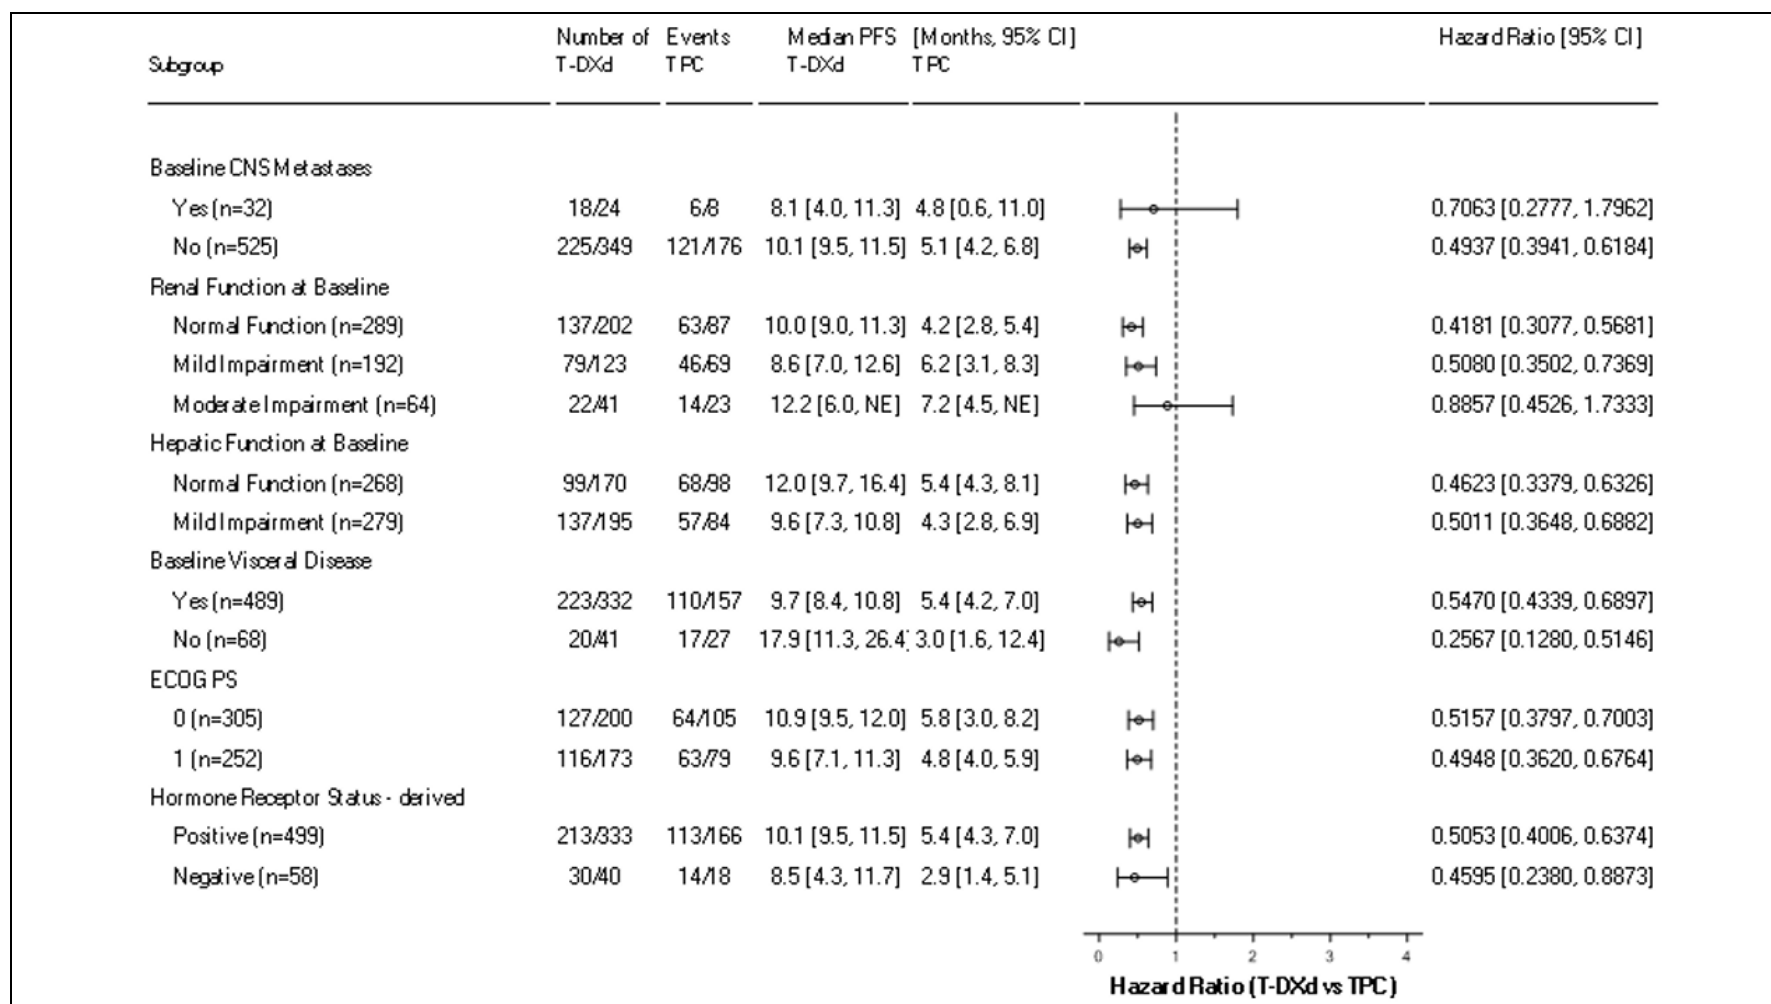 Number of Events Median PFS [Months, 95% CI] Hazard Ratio [95% CI]
Subgroup T-DXd TPC T-DXd TPC
Baseline CNS Metastases
Yes (n=32) 18/24 6/8 8.1 [4.0, 11.3] 4.8 [0.6, 11.0] 0.7063 [0.2777, 1.7962]
No (n=525) 225/349 121/176 10.1 [9.5, 11.5] 5.1 [4.2, 6.8] 0.4937 [0.3941, 0.6184]
Renal Function at Baseline
Normal Function (n=289) 137/202 63/87 10.0 [9.0, 11.3] 4.2 [2.8, 5.4] 0.4181 [0.3077, 0.5681]
Mild Impairment (n=192) 79/123 46/69 8.6 [7.0, 12.6] 6.2 [3.1, 8.3] 0.5080 [0.3502, 0.7369]
Moderate Impairment (n=64) 22/41 14/23 12.2 [6.0, NE] 7.2 [4.5, NE] 0.8857 [0.4526, 1.7333]
Hepatic Function at Baseline
Normal Function (n=268) 99/170 68/98 12.0 [9.7, 16.4] 5.4 [4.3, 8.1] 0.4623 [0.3379, 0.6326]
Mild Impairment (n=279) 137/195 57/84 9.6 [7.3, 10.8] 4.3 [2.8, 6.9] 0.5011 [0.3648, 0.6882]
Baseline Visceral Disease
Yes (n=489) 223/332 110/157 9.7 [8.4, 10.8] 5.4 [4.2, 7.0] 0.5470 [0.4339, 0.6897]
No (n=68) 20/41 17/27 17.9 [11.3, 26.4] 3.0 [1.6, 12.4] 0.2567 [0.1280, 0.5146]
ECOG PS
0 (n=305) 127/200 64/105 10.9 [9.5, 12.0] 5.8 [3.0, 8.2] 0.5157 [0.3797, 0.7003]
1 (n=252) 116/173 63/79 9.6 [7.1, 11.3] 4.8 [4.0, 5.9] 0.4948 [0.3620, 0.6764]
Hormone Receptor Status - derived
Positive (n=499) 213/333 113/166 10.1 [9.5, 11.5] 5.4 [4.3, 7.0] 0.5053 [0.4006, 0.6374]
Negative (n=58) 30/40 14/18 8.5 [4.3, 11.7] 2.9 [1.4, 5.1] 0.4595 [0.2380, 0.8873]
0 1 2 3 4
Hazard Ratio (T-DXd vs TPC)